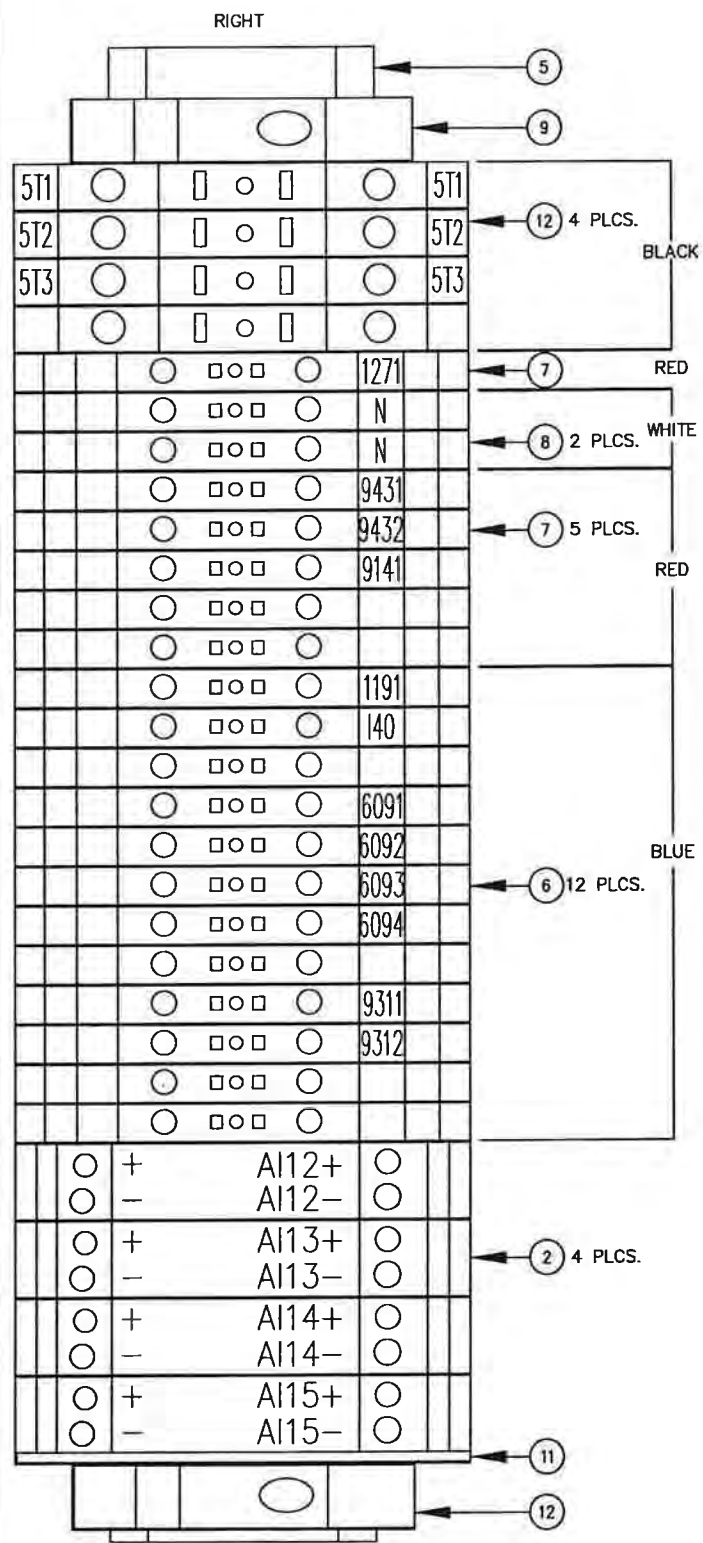 RIGHT
5
9
5T1 5T1
12 4 PLCS.
5T2 5T2
BLACK
5T3 5T3
1271 7 RED
N
WHITE
N 8 2 PLCS.
9431
9432 7 5 PLCS.
9141 RED
1191
I40
6091
6092
BLUE
6093 6 12 PLCS.
6094
9311
9312
+ AI12+
- AI12-
+ AI13+
2 4 PLCS.
- AI13-
+ AI14+
- AI14-
+ AI15+
- AI15-
11
12